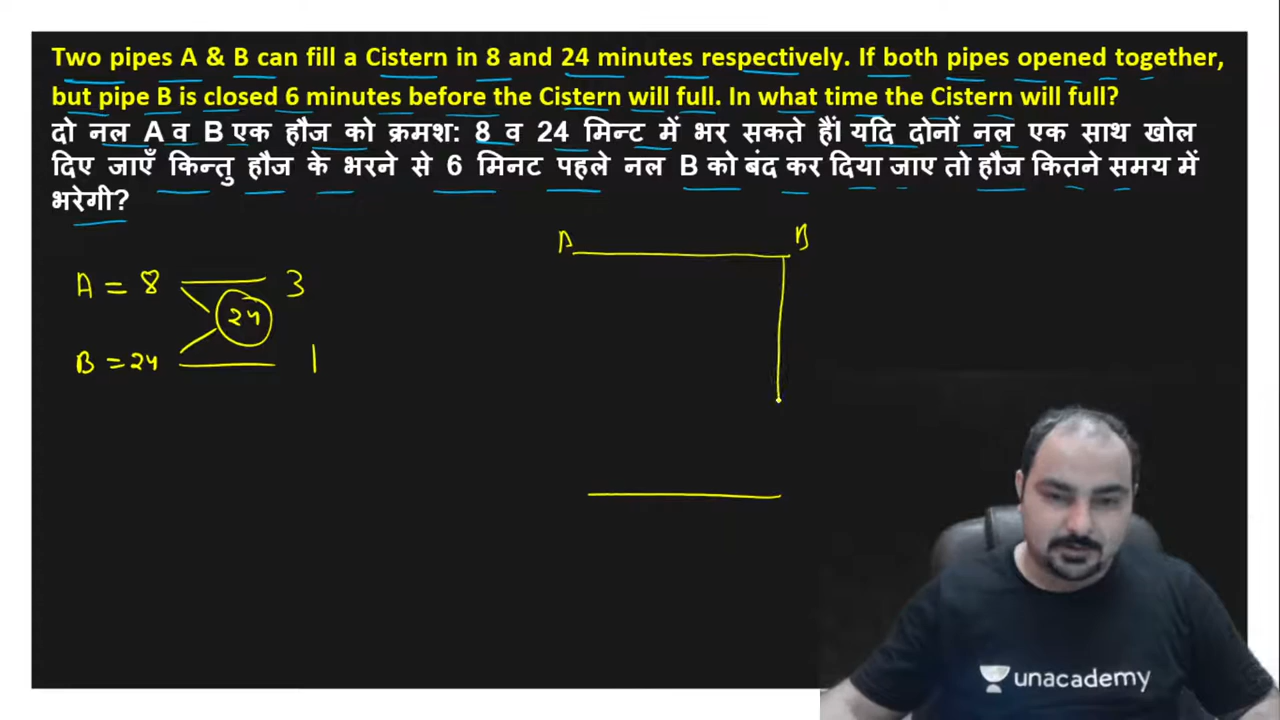 Two pipes A & B can fill a Cistern in 8 and 24 minutes respectively. If both pipes opened together,
but pipe B is closed 6 minutes before the Cistern will full. In what time the Cistern will full?
दो नल A व B एक हौज को क्रमश: 8 व 24 मिन्ट में भर सकते हैंI यदि दोनों नल एक साथ खोल
दिए जाएँ किन्तु हौज के भरने से 6 मिनट पहले नल B को बंद कर दिया जाए तो हौज कितने समय में
भरेगी?
A B
A = 8 3
24
B = 24 1
unacademy